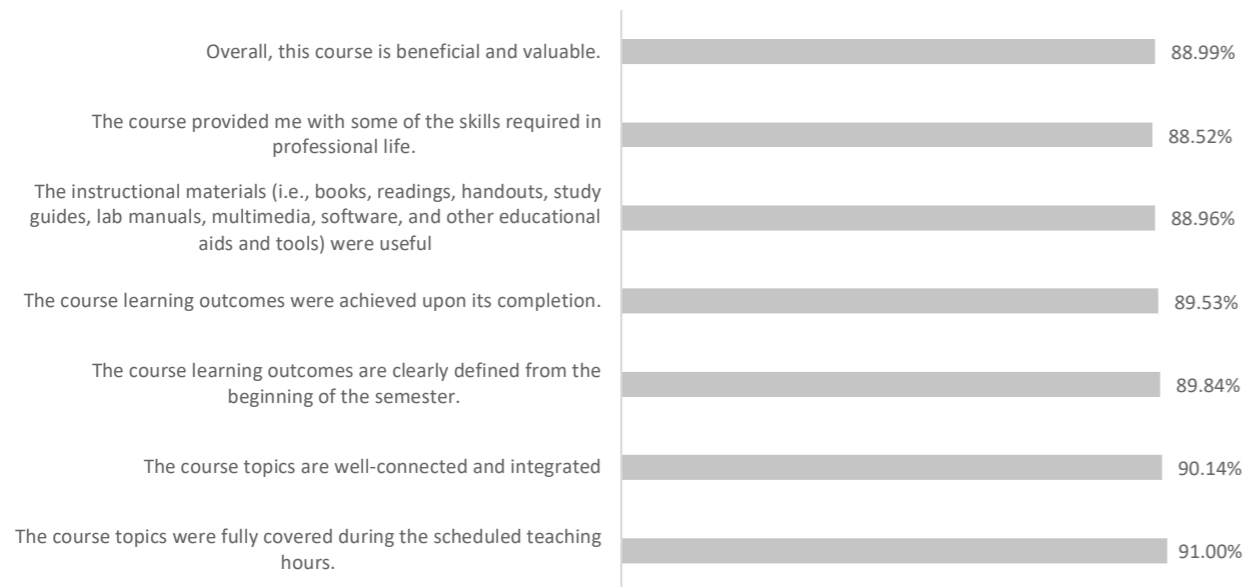 Overall, this course is beneficial and valuable.
88.99%
The course provided me with some of the skills required in
professional life.
88.52%
The instructional materials (i.e., books, readings, handouts, study
guides, lab manuals, multimedia, software, and other educational
aids and tools) were useful
88.96%
The course learning outcomes were achieved upon its completion.
89.53%
The course learning outcomes are clearly defined from the
beginning of the semester.
89.84%
The course topics are well-connected and integrated
90.14%
The course topics were fully covered during the scheduled teaching
hours.
91.00%